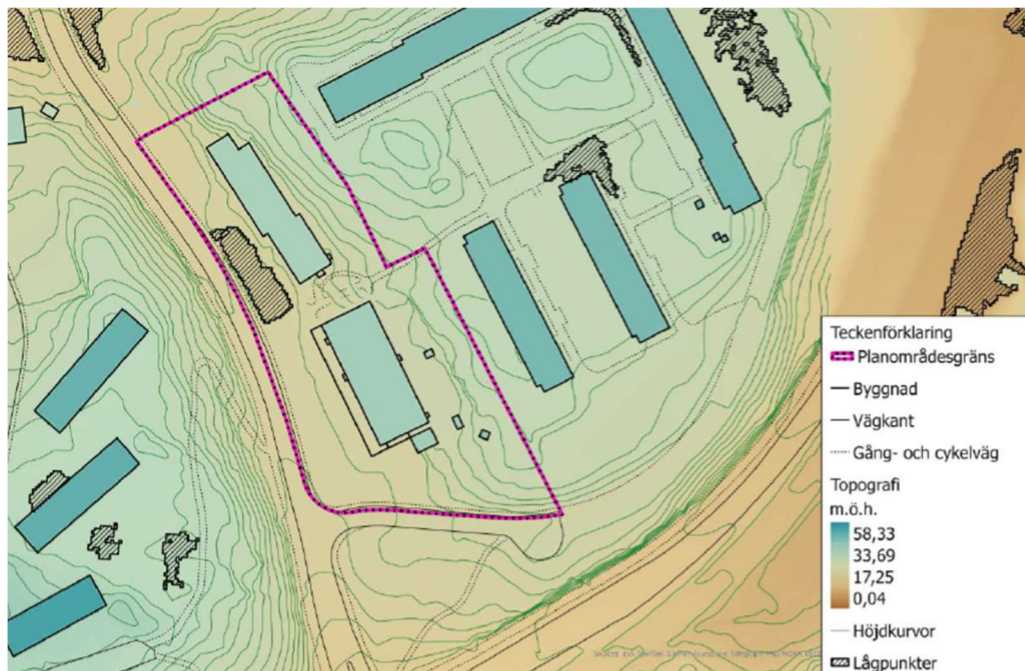 Teckenförklaring
Planområdesgräns
Byggnad
Vägkant
Gång- och cykelväg
Topografi
m.ö.h.
58,33
33,69
17,25
0,04
Höjdkurvor
Lågpunkter